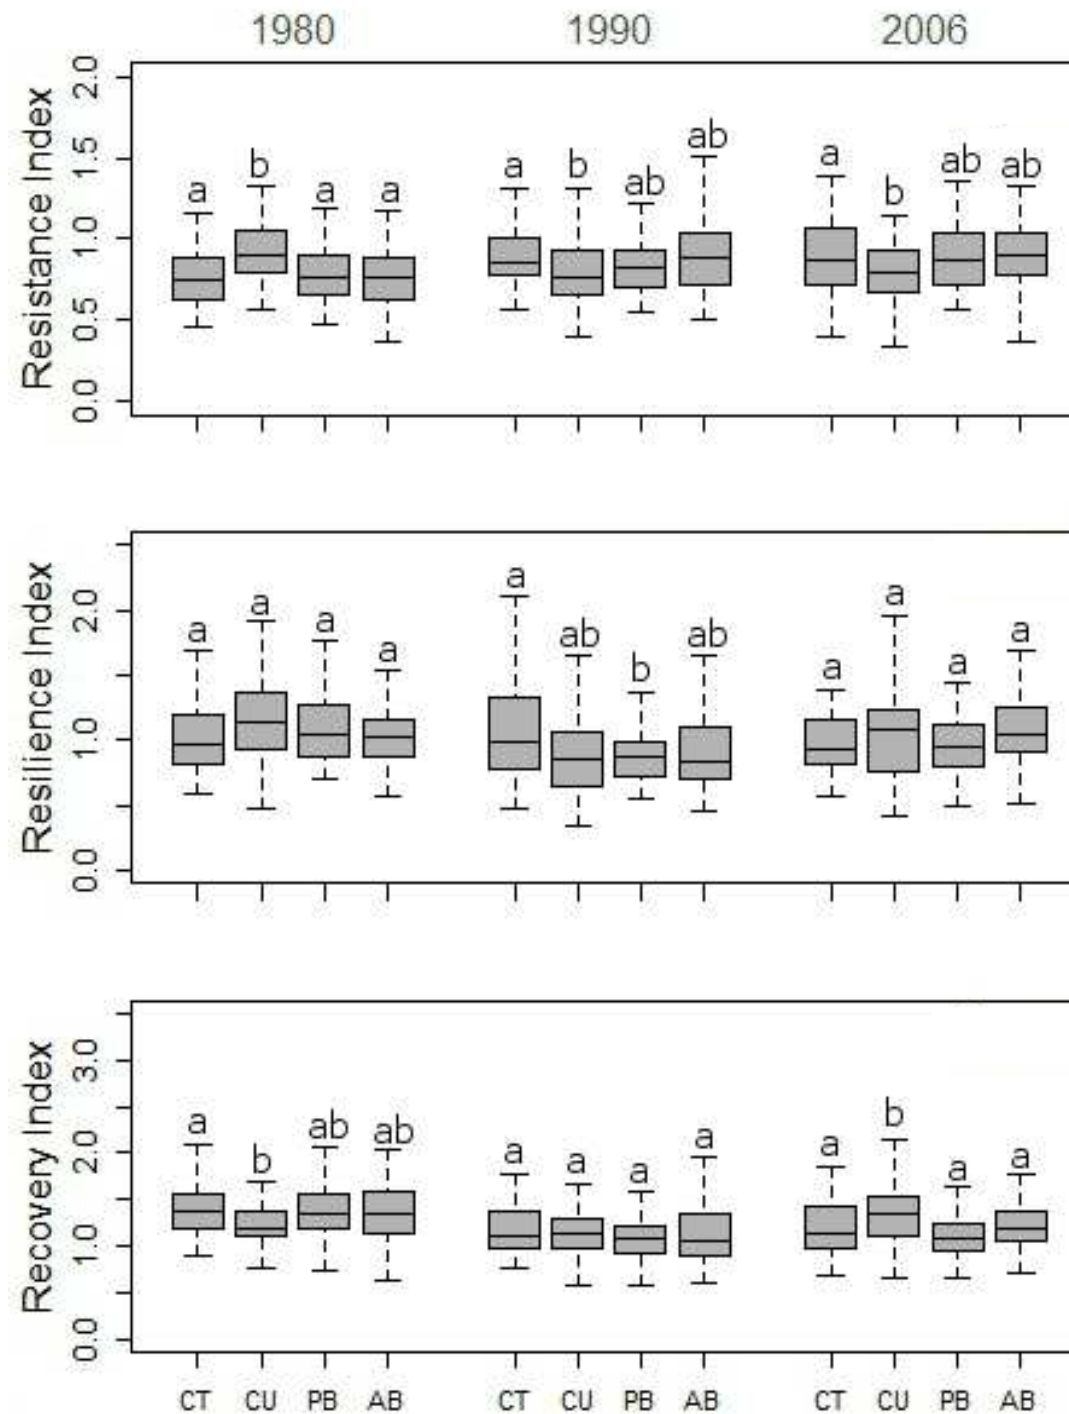 1980 1990 2006
Resistance Index
2.0
1.5
1.0
0.5
0.0
a b a a a b ab ab a b ab ab
Resilience Index
2.0
1.0
0.0
a a a a a ab b ab a a a a
Recovery Index
3.0
2.0
1.0
0.0
a b ab ab a a a a a b a a
CT CU PB AB CT CU PB AB CT CU PB AB